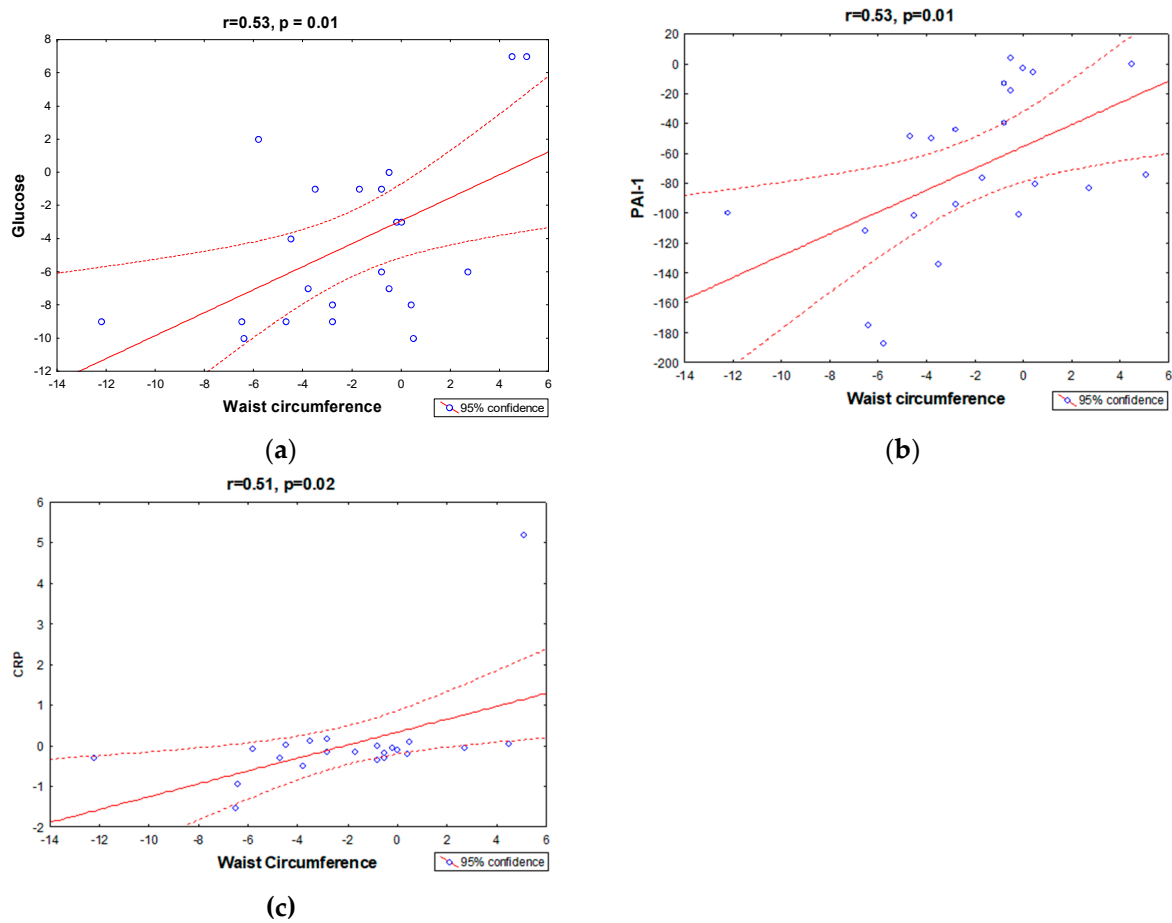 r=0.53, p = 0.01
8
6
4
2
0
-2
-4
-6
-8
-10
-12
Glucose
-14 -12 -10 -8 -6 -4 -2 0 2 4 6
Waist circumference
95% confidence
(a)
r=0.53, p=0.01
20
0
-20
-40
-60
-80
-100
-120
-140
-160
-180
-200
PAI-1
-14 -12 -10 -8 -6 -4 -2 0 2 4 6
Waist circumference
95% confidence
(b)
r=0.51, p=0.02
6
5
4
3
2
1
0
-1
-2
CRP
-14 -12 -10 -8 -6 -4 -2 0 2 4 6
Waist Circumference
95% confidence
(c)